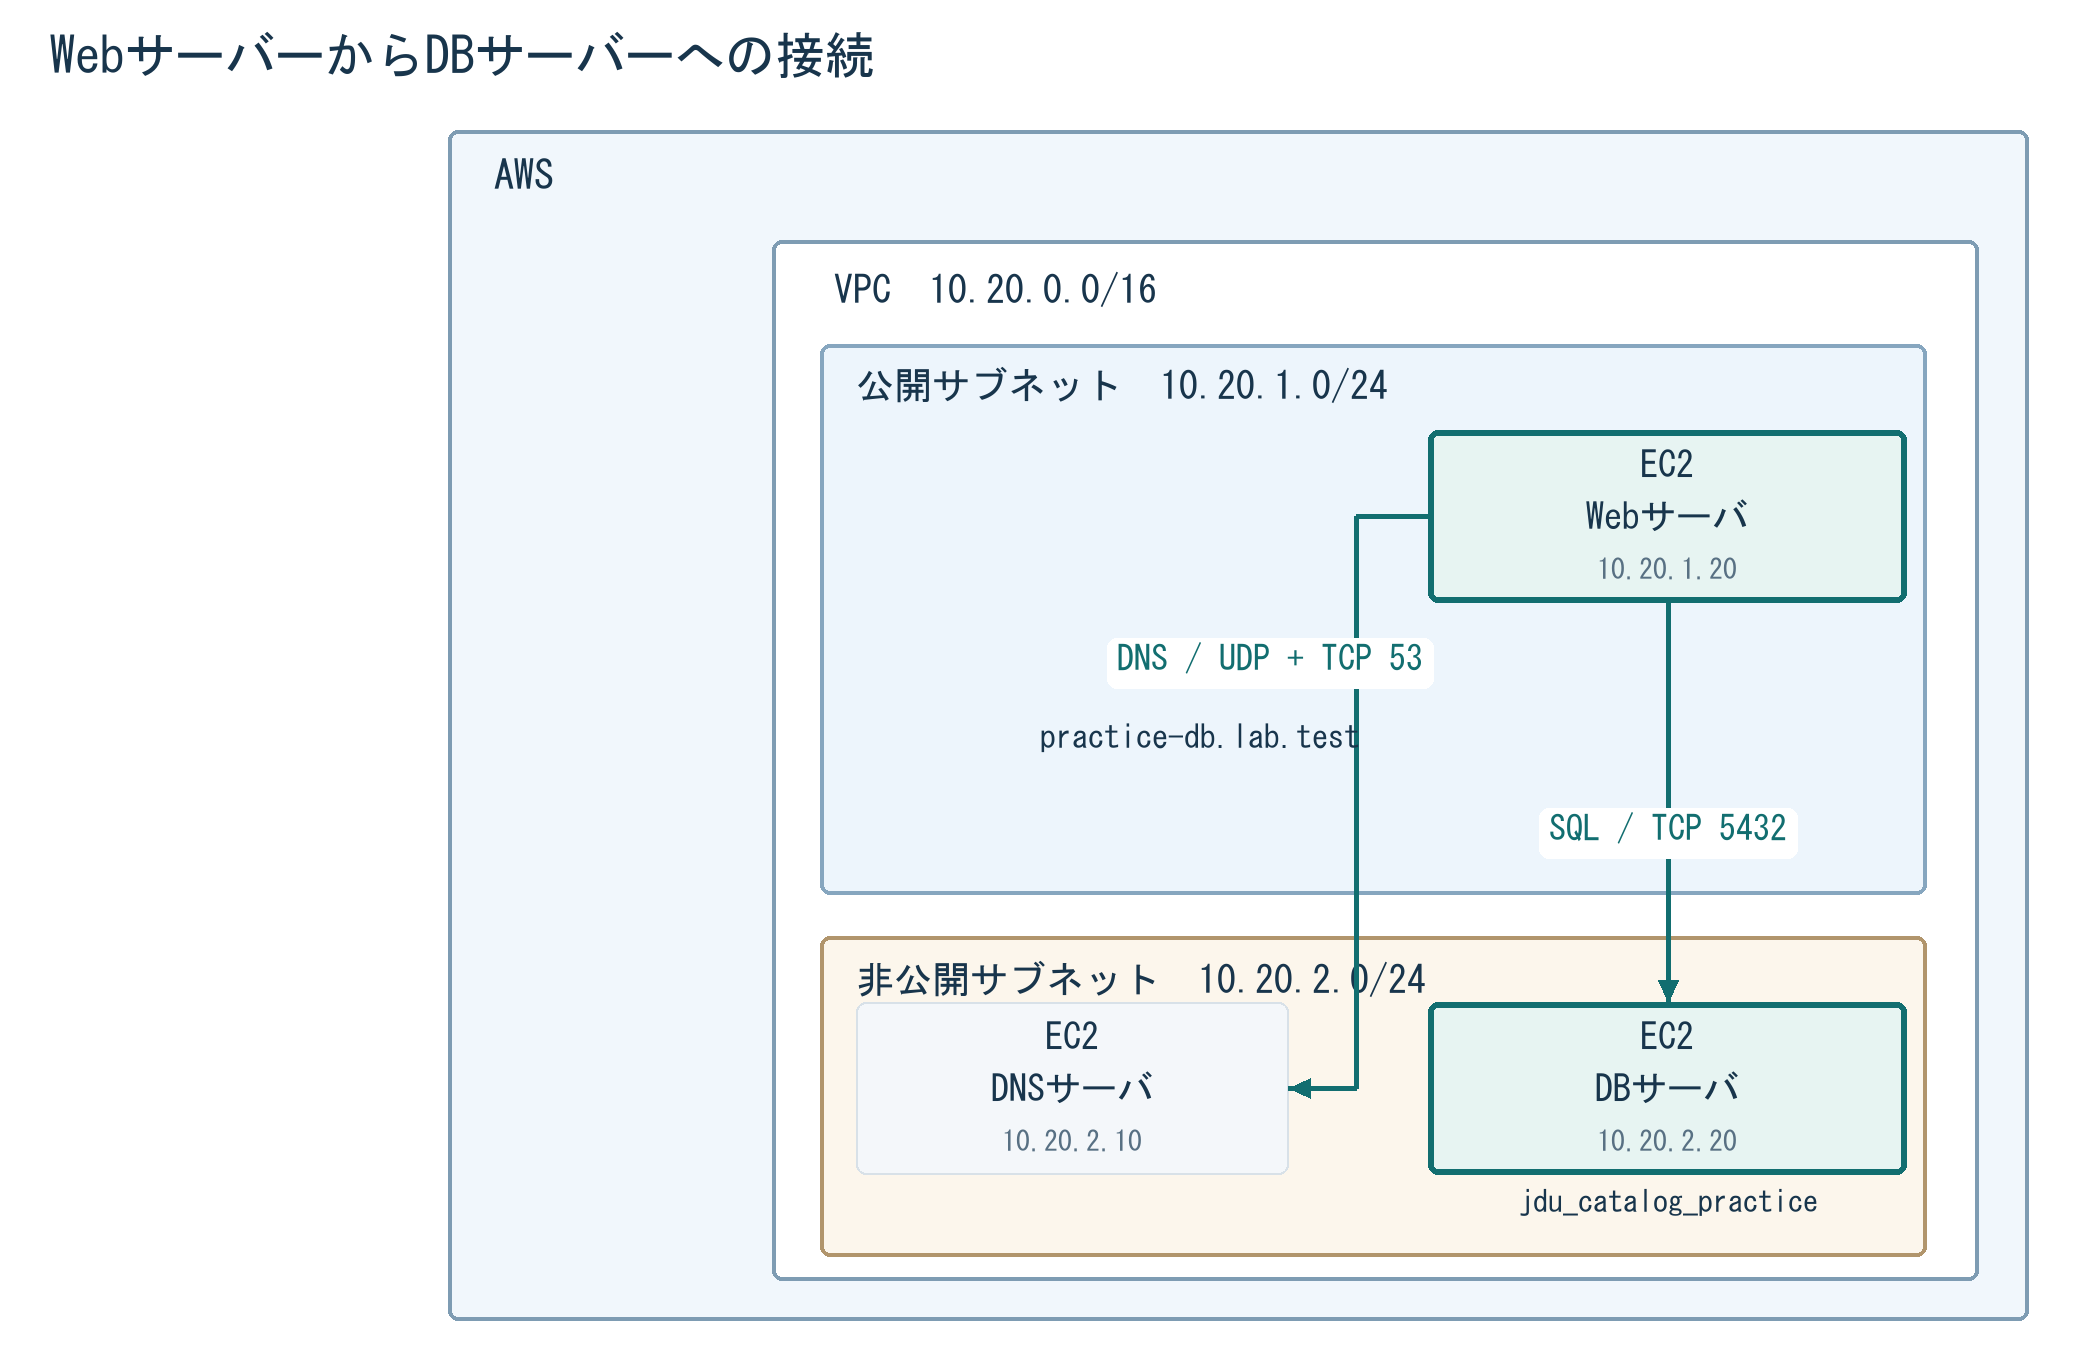 WebサーバーからDBサーバーへの接続
AWS
VPC 10.20.0.0/16
公開サブネット 10.20.1.0/24
EC2
Webサーバ
10.20.1.20
DNS / UDP + TCP 53
practice-db.lab.test
SQL / TCP 5432
非公開サブネット 10.20.2.0/24
EC2
DNSサーバ
10.20.2.10
EC2
DBサーバ
10.20.2.20
jdu_catalog_practice